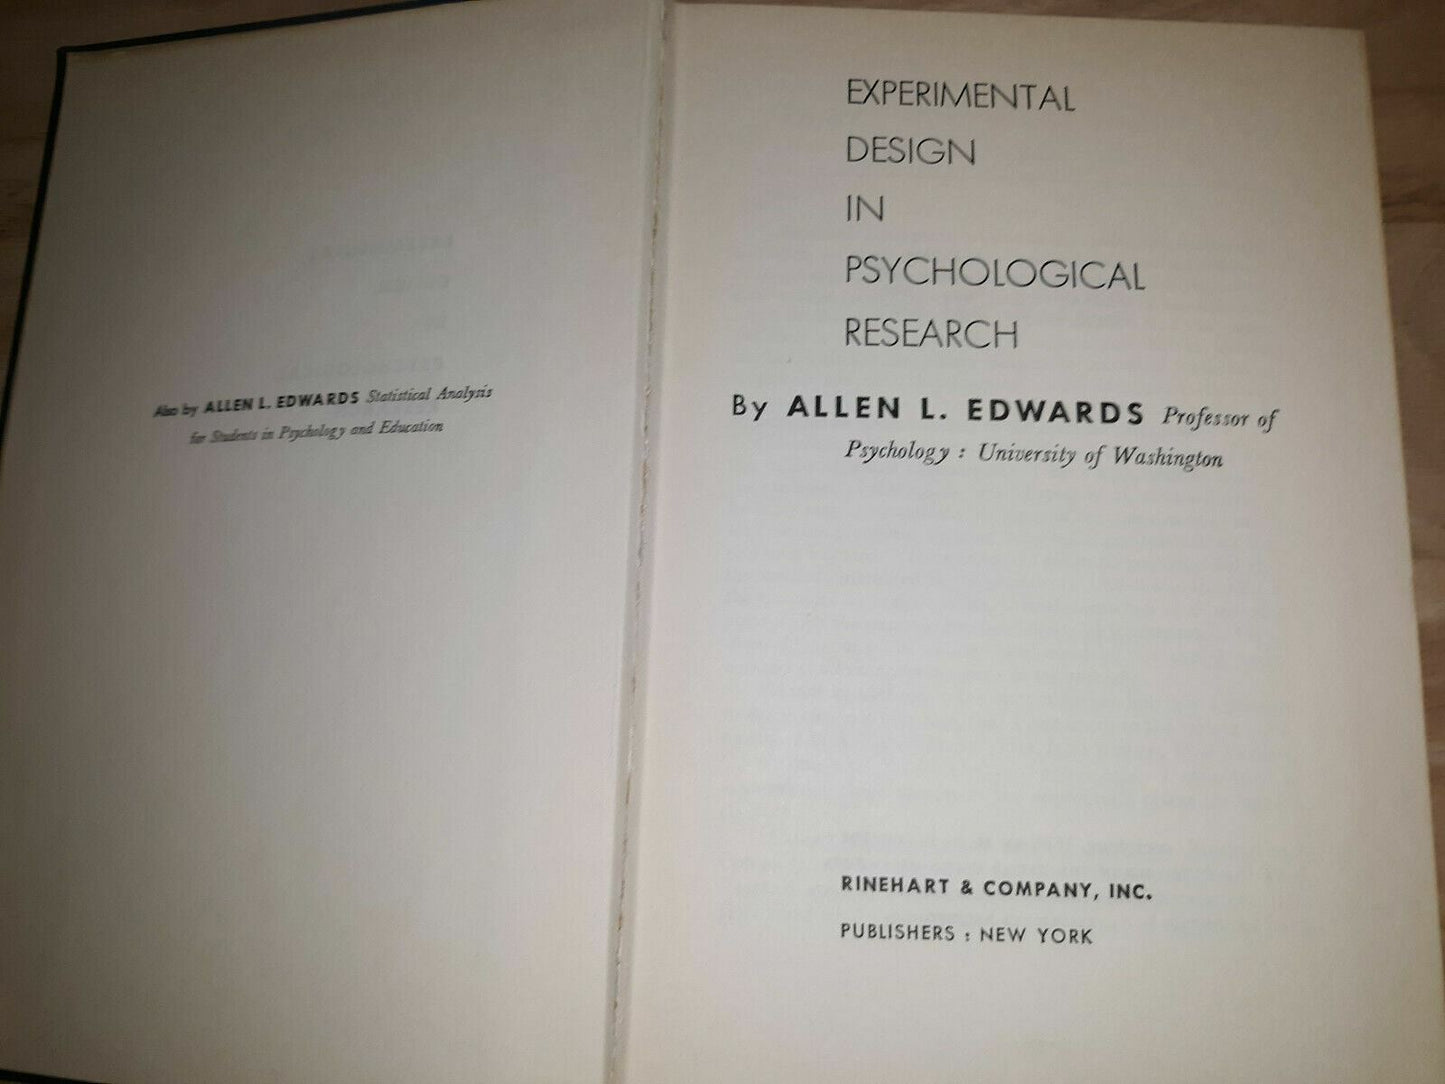 Also by ALLEN L. EDWARDS Statistical Analysis
for Students in Psychology and Education
EXPERIMENTAL
DESIGN
IN
PSYCHOLOGICAL
RESEARCH
By ALLEN L. EDWARDS Professor of
Psychology : University of Washington
RINEHART & COMPANY, INC.
PUBLISHERS : NEW YORK